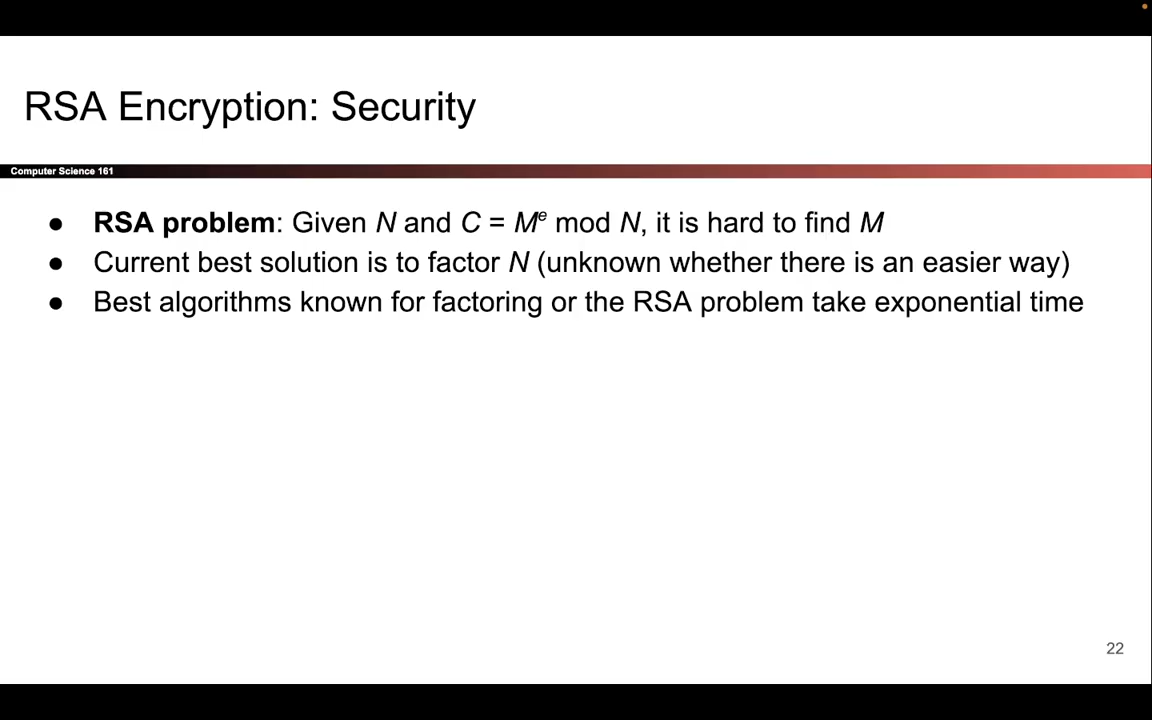 RSA Encryption: Security
Computer Science 161
● RSA problem: Given N and C = Mᵉ mod N, it is hard to find M
● Current best solution is to factor N (unknown whether there is an easier way)
● Best algorithms known for factoring or the RSA problem take exponential time
22